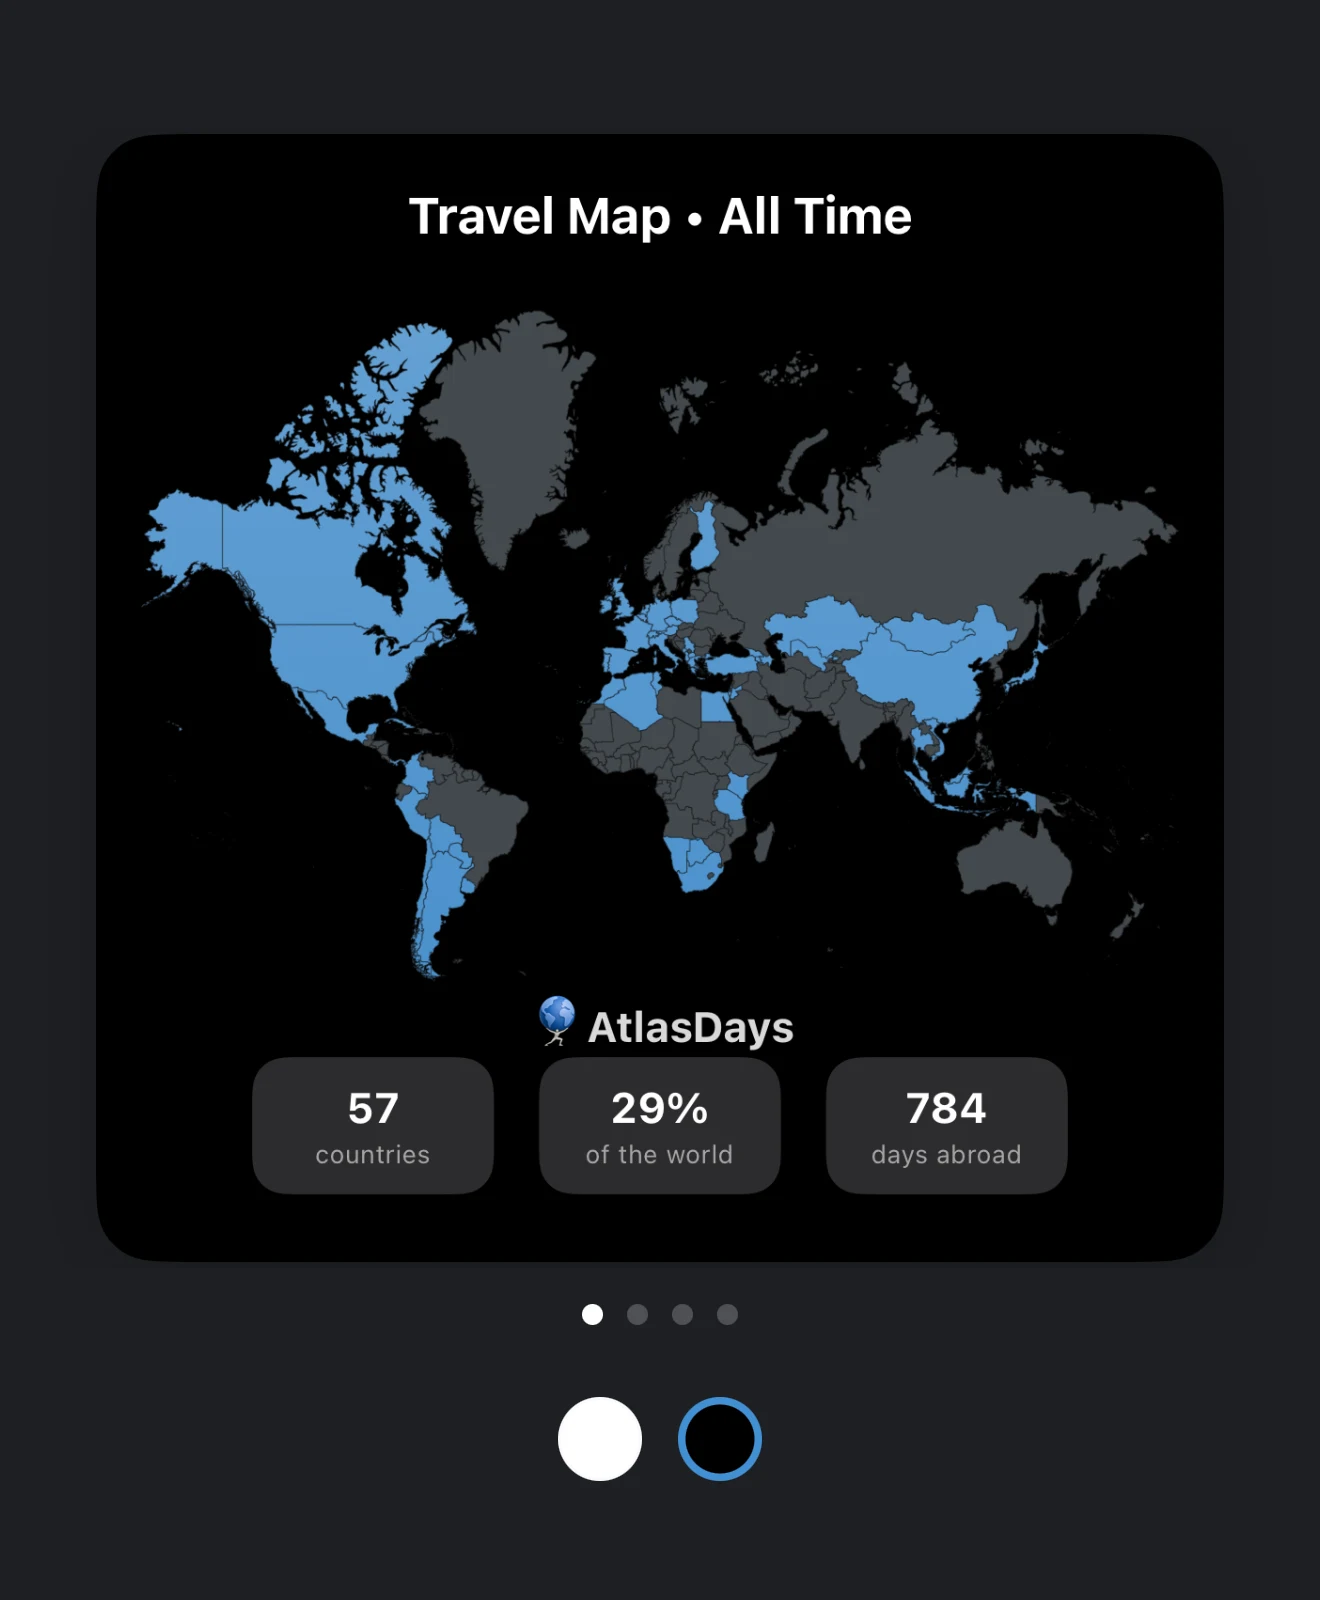 Travel Map • All Time
AtlasDays
57
countries
29%
of the world
784
days abroad